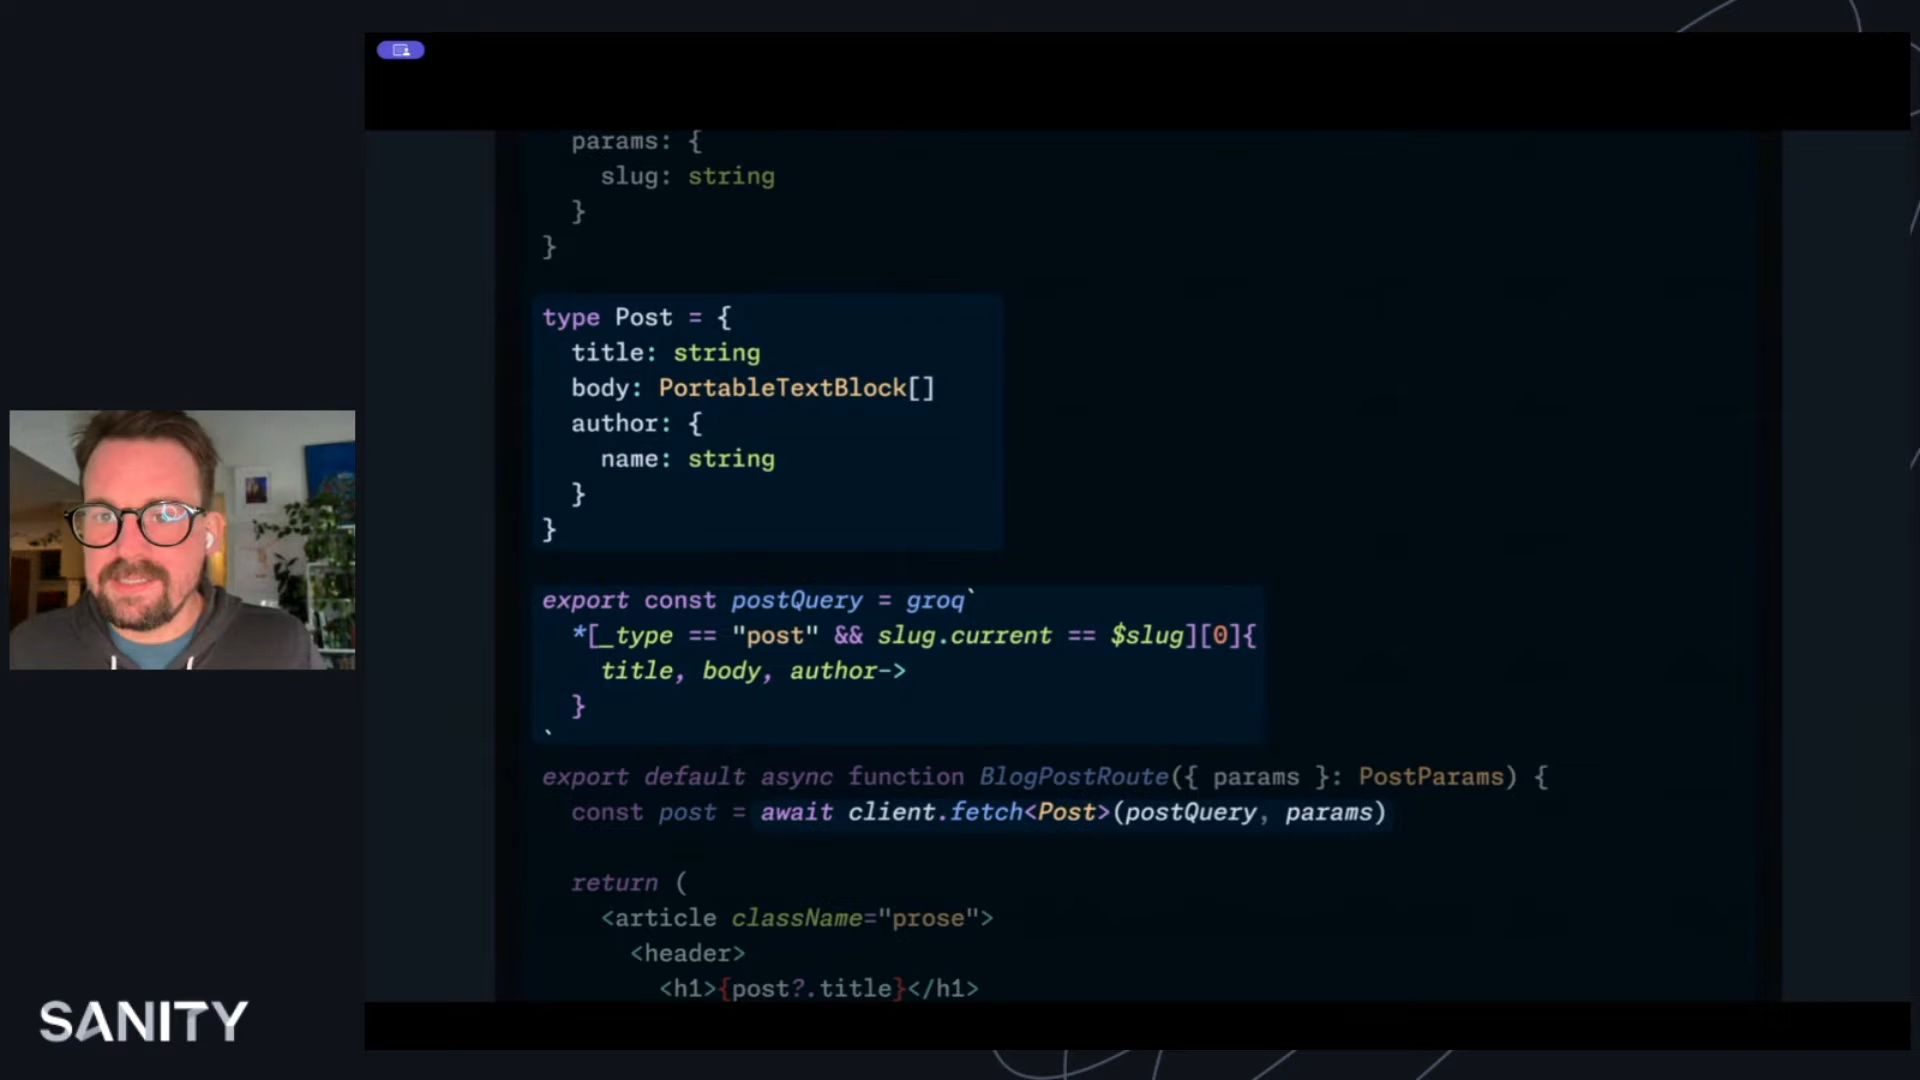 params: {
slug: string
}
}
type Post = {
title: string
body: PortableTextBlock[]
author: {
name: string
}
}
export const postQuery = groq`
*[_type == "post" && slug.current == $slug][0]{
title, body, author->
}
`
export default async function BlogPostRoute({ params }: PostParams) {
const post = await client.fetch<Post>(postQuery, params)
return (
<article className="prose">
<header>
<h1>{post?.title}</h1>
SANITY